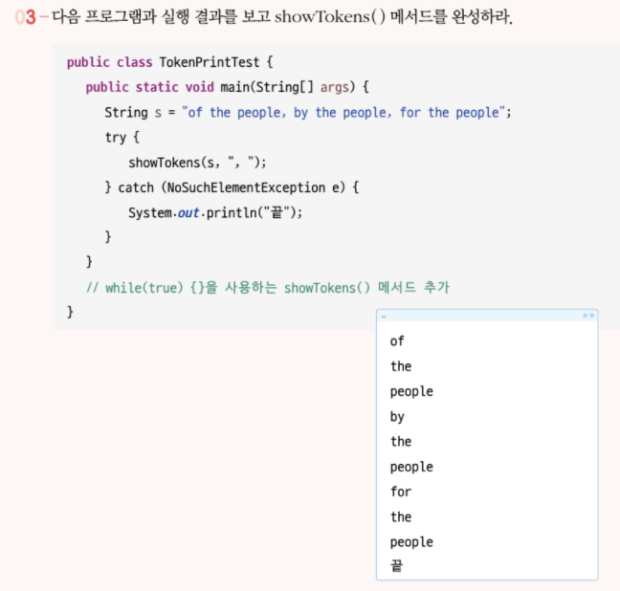 03 – 다음 프로그램과 실행 결과를 보고 showTokens( ) 메서드를 완성하라.
public class TokenPrintTest {
public static void main(String[] args) {
String s = "of the people, by the people, for the people";
try {
showTokens(s, ", ");
} catch (NoSuchElementException e) {
System.out.println("끝");
}
}
// while(true) {}을 사용하는 showTokens() 메서드 추가
}
of
the
people
by
the
people
for
the
people
끝